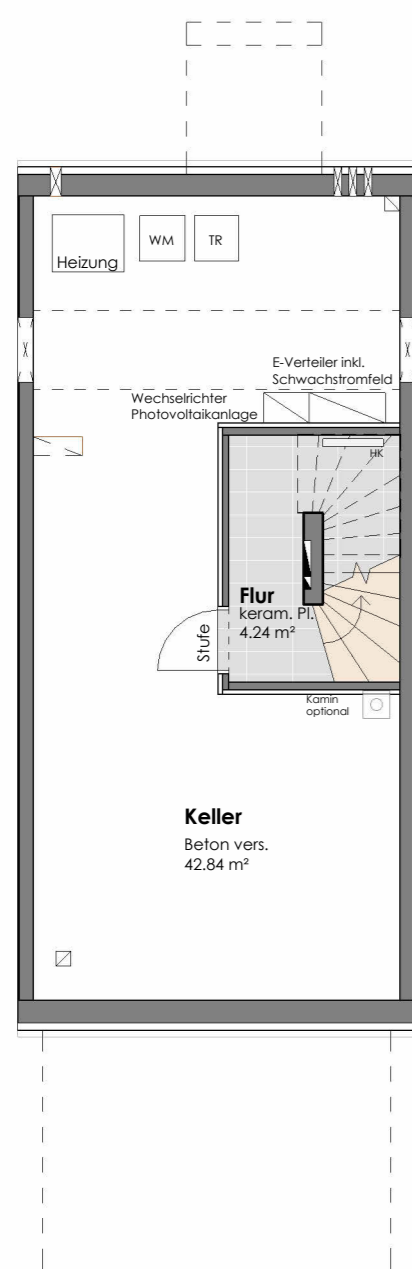 WM
TR
Heizung
E-Verteiler inkl.
Schwachstromfeld
Wechselrichter
Photovoltaikanlage
HK
Flur
keram. Pl.
4.24 m²
Stufe
Kamin
optional
Keller
Beton vers.
42.84 m²